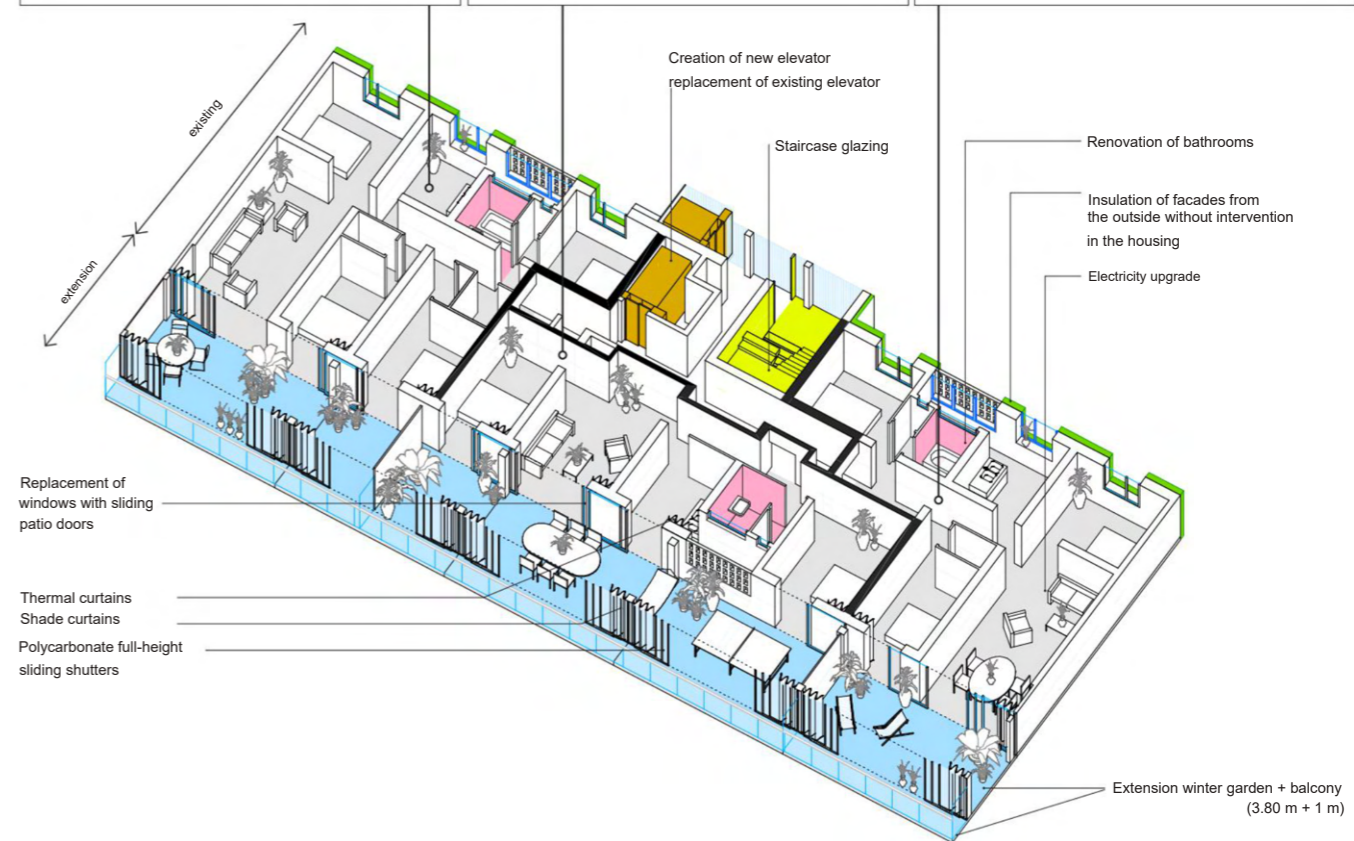 Creation of new elevator
replacement of existing elevator
existing
Staircase glazing
Renovation of bathrooms
Insulation of facades from
the outside without intervention
in the housing
extension
Electricity upgrade
Replacement of
windows with sliding
patio doors
Thermal curtains
Shade curtains
Polycarbonate full-height
sliding shutters
Extension winter garden + balcony
(3.80 m + 1 m)